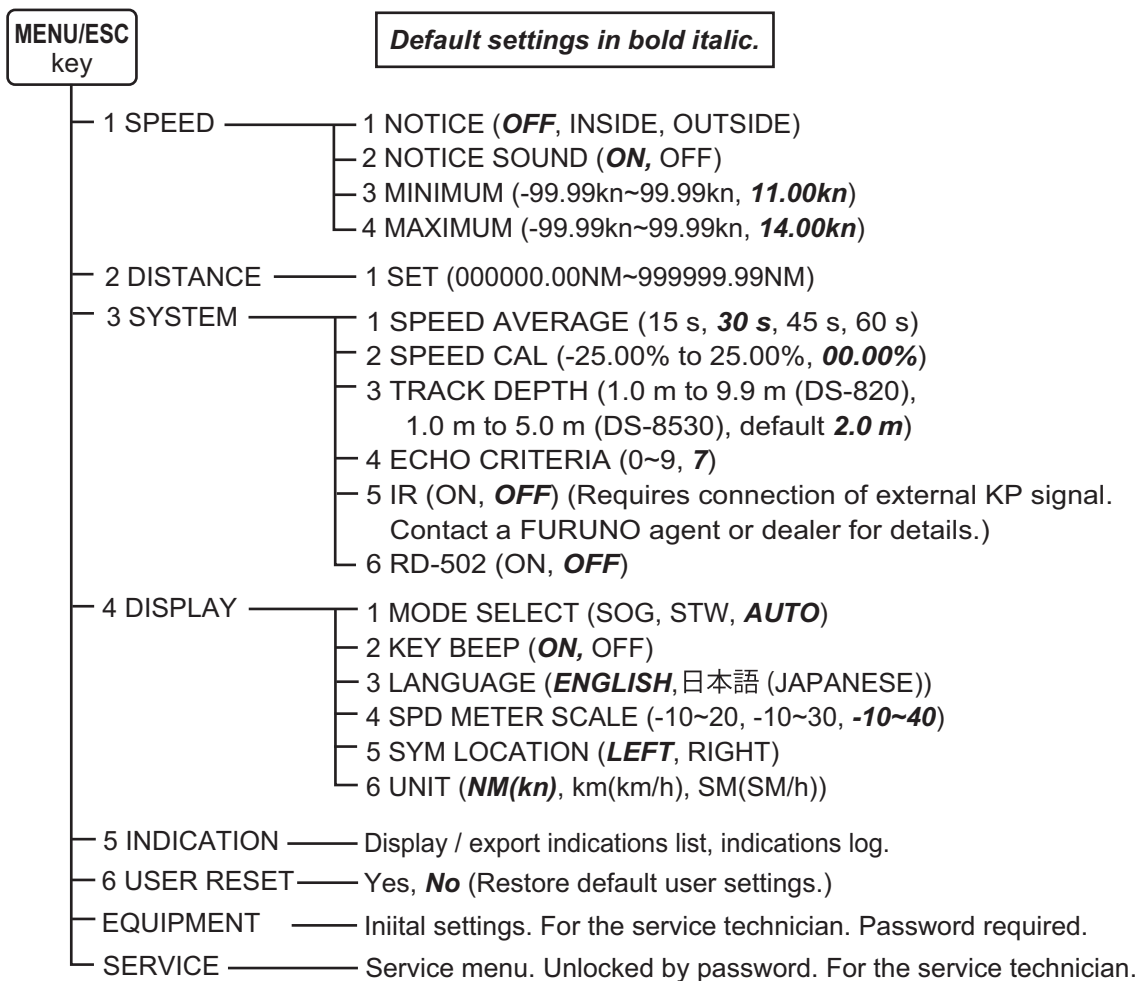 MENU/ESC
key
Default settings in bold italic.
1 SPEED
1 NOTICE (OFF, INSIDE, OUTSIDE)
2 NOTICE SOUND (ON, OFF)
3 MINIMUM (-99.99kn~99.99kn, 11.00kn)
4 MAXIMUM (-99.99kn~99.99kn, 14.00kn)
2 DISTANCE
1 SET (000000.00NM~999999.99NM)
3 SYSTEM
1 SPEED AVERAGE (15 s, 30 s, 45 s, 60 s)
2 SPEED CAL (-25.00% to 25.00%, 00.00%)
3 TRACK DEPTH (1.0 m to 9.9 m (DS-820),
1.0 m to 5.0 m (DS-8530), default 2.0 m)
4 ECHO CRITERIA (0~9, 7)
5 IR (ON, OFF) (Requires connection of external KP signal.
Contact a FURUNO agent or dealer for details.)
6 RD-502 (ON, OFF)
4 DISPLAY
1 MODE SELECT (SOG, STW, AUTO)
2 KEY BEEP (ON, OFF)
3 LANGUAGE (ENGLISH,日本語 (JAPANESE))
4 SPD METER SCALE (-10~20, -10~30, -10~40)
5 SYM LOCATION (LEFT, RIGHT)
6 UNIT (NM(kn), km(km/h), SM(SM/h))
5 INDICATION
Display / export indications list, indications log.
6 USER RESET
Yes, No (Restore default user settings.)
EQUIPMENT
Iniital settings. For the service technician. Password required.
SERVICE
Service menu. Unlocked by password. For the service technician.